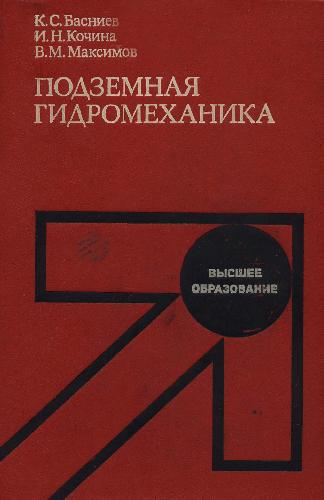 К.С.Басниев
И.Н.Кочина
В.М.Максимов
ПОДЗЕМНАЯ
ГИДРОМЕХАНИКА
ВЫСШЕЕ
ОБРАЗОВАНИЕ